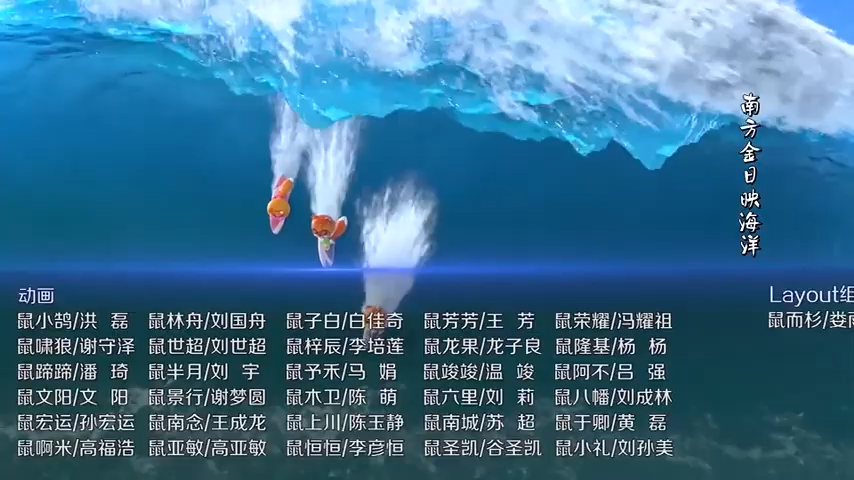 南方金日映海洋
动画
鼠小鹄/洪 磊 鼠林舟/刘国舟 鼠子白/白佳奇 鼠芳芳/王 芳 鼠荣耀/冯耀祖
鼠啸狼/谢守泽 鼠世超/刘世超 鼠梓辰/李培莲 鼠龙果/龙子良 鼠隆基/杨 杨
鼠蹄蹄/潘 琦 鼠半月/刘 宇 鼠予禾/马 娟 鼠竣竣/温 竣 鼠阿不/吕 强
鼠文阳/文 阳 鼠景行/谢梦圆 鼠木卫/陈 萌 鼠六里/刘 莉 鼠八幡/刘成林
鼠宏运/孙宏运 鼠南念/王成龙 鼠上川/陈玉静 鼠南城/苏 超 鼠于卿/黄 磊
鼠啊米/高福浩 鼠亚敏/高亚敏 鼠恒恒/李彦恒 鼠圣凯/谷圣凯 鼠小礼/刘孙美
Layout组
鼠而杉/娄